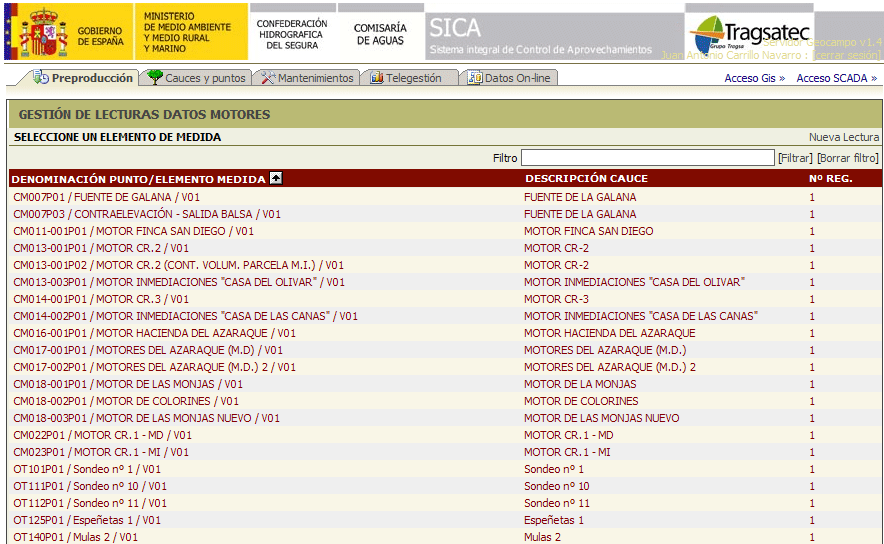 GOBIERNO
DE ESPAÑA
MINISTERIO
DE MEDIO AMBIENTE
Y MEDIO RURAL
Y MARINO
CONFEDERACIÓN
HIDROGRAFICA
DEL SEGURA
COMISARÍA
DE AGUAS
SICA
Sistema integral de Control de Aprovechamientos
Tragsatec
Grupo Tragsa
Servidor Geocampo v1.4
Juan Antonio Carrillo Navarro : [cerrar sesión]
Preproducción
Cauces y puntos
Mantenimientos
Telegestión
Datos On-line
Acceso Gis »
Acceso SCADA »
GESTIÓN DE LECTURAS DATOS MOTORES
SELECCIONE UN ELEMENTO DE MEDIDA Nueva Lectura
Filtro [Filtrar] [Borrar filtro]
DENOMINACIÓN PUNTO/ELEMENTO MEDIDA DESCRIPCIÓN CAUCE Nº REG.
CM007P01 / FUENTE DE GALANA / V01 FUENTE DE LA GALANA 1
CM007P03 / CONTRAELEVACIÓN - SALIDA BALSA / V01 FUENTE DE LA GALANA 1
CM011-001P01 / MOTOR FINCA SAN DIEGO / V01 MOTOR FINCA SAN DIEGO 1
CM013-001P01 / MOTOR CR.2 / V01 MOTOR CR-2 1
CM013-001P02 / MOTOR CR.2 (CONT. VOLUM. PARCELA M.I.) / V01 MOTOR CR-2 1
CM013-003P01 / MOTOR INMEDIACIONES "CASA DEL OLIVAR" / V01 MOTOR INMEDIACIONES "CASA DEL OLIVAR" 1
CM014-001P01 / MOTOR CR.3 / V01 MOTOR CR-3 1
CM014-002P01 / MOTOR INMEDIACIONES "CASA DE LAS CANAS" / V01 MOTOR INMEDIACIONES "CASA DE LAS CANAS" 1
CM016-001P01 / MOTOR HACIENDA DEL AZARAQUE / V01 MOTOR HACIENDA DEL AZARAQUE 1
CM017-001P01 / MOTORES DEL AZARAQUE (M.D) / V01 MOTORES DEL AZARAQUE (M.D.) 1
CM017-002P01 / MOTORES DEL AZARAQUE (M.D.) 2 / V01 MOTORES DEL AZARAQUE (M.D.) 2 1
CM018-001P01 / MOTOR DE LAS MONJAS / V01 MOTOR DE LA MONJAS 1
CM018-002P01 / MOTOR DE COLORINES / V01 MOTOR DE COLORINES 1
CM018-003P01 / MOTOR DE LAS MONJAS NUEVO / V01 MOTOR DE LAS MONJAS NUEVO 1
CM022P01 / MOTOR CR.1 - MD / V01 MOTOR CR.1 - MD 1
CM023P01 / MOTOR CR.1 - MI / V01 MOTOR CR.1 - MI 1
OT101P01 / Sondeo nº 1 / V01 Sondeo nº 1 1
OT111P01 / Sondeo nº 10 / V01 Sondeo nº 10 1
OT112P01 / Sondeo nº 11 / V01 Sondeo nº 11 1
OT125P01 / Espeñetas 1 / V01 Espeñetas 1 1
OT140P01 / Mulas 2 / V01 Mulas 2 1